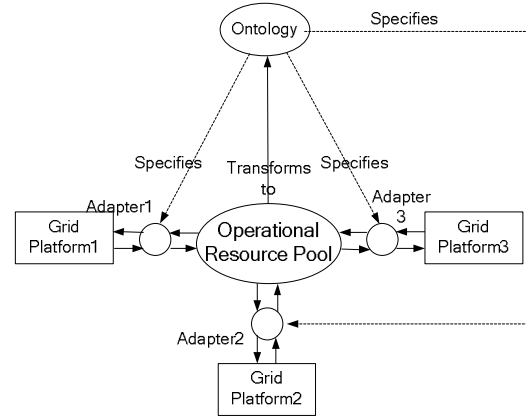 Specifies
Ontology
Specifies
Transforms
to
Specifies
Adapter1
Adapter
3
Grid
Platform1
Operational
Resource Pool
Grid
Platform3
Adapter2
Grid
Platform2